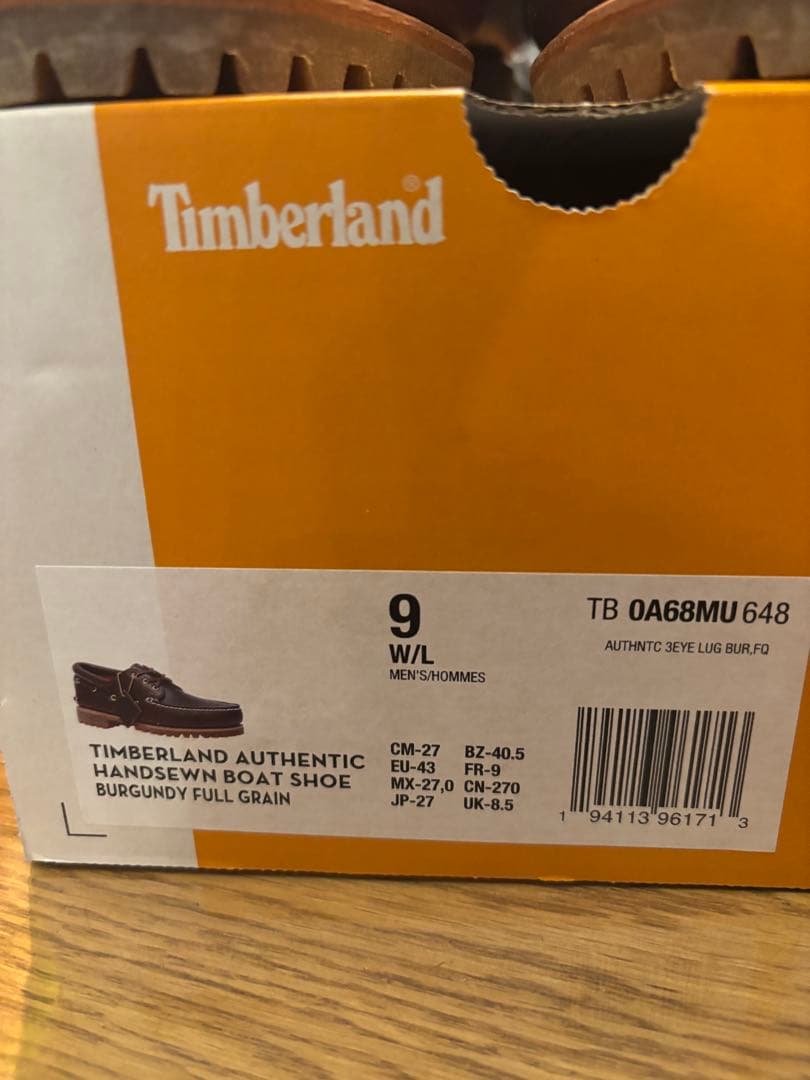 Timberland®
9
W/L
MEN'S/HOMMES
TB 0A68MU 648
AUTHNTC 3EYE LUG BUR,FQ
TIMBERLAND AUTHENTIC
HANDSEWN BOAT SHOE
BURGUNDY FULL GRAIN
CM-27 BZ-40.5
EU-43 FR-9
MX-27,0 CN-270
JP-27 UK-8.5
1 94113 96171 3